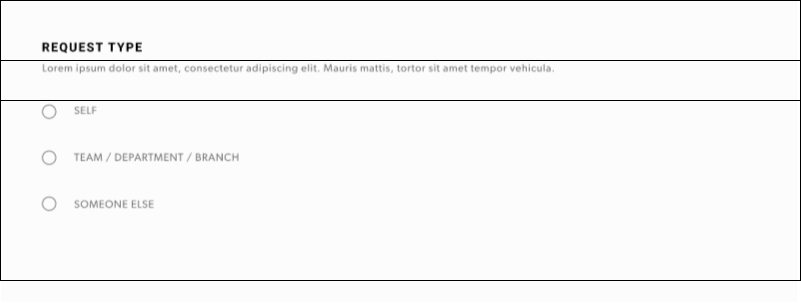 REQUEST TYPE
Lorem ipsum dolor sit amet, consectetur adipiscing elit. Mauris mattis, tortor sit amet tempor vehicula.
SELF
TEAM / DEPARTMENT / BRANCH
SOMEONE ELSE